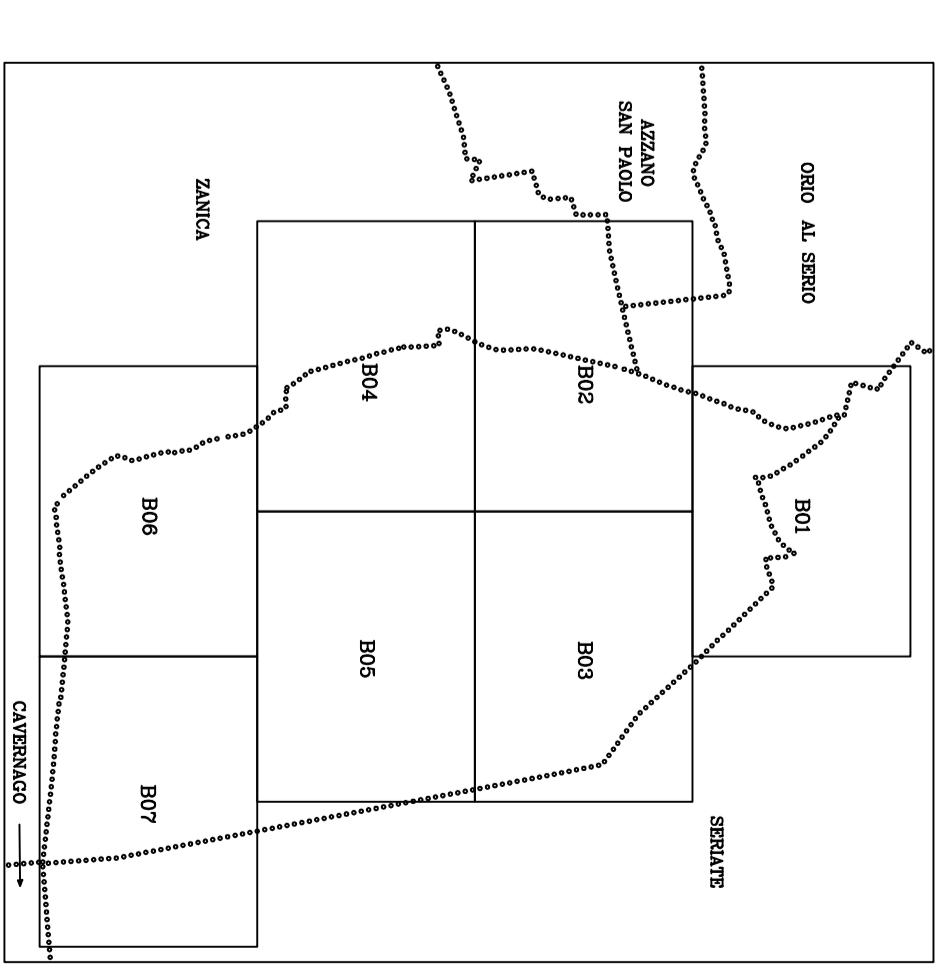 ORIO AL SERIO
B01
SERIATE
AZZANO
SAN PAOLO
B02
B03
B04
B05
ZANICA
B06
B07
CAVERNAGO